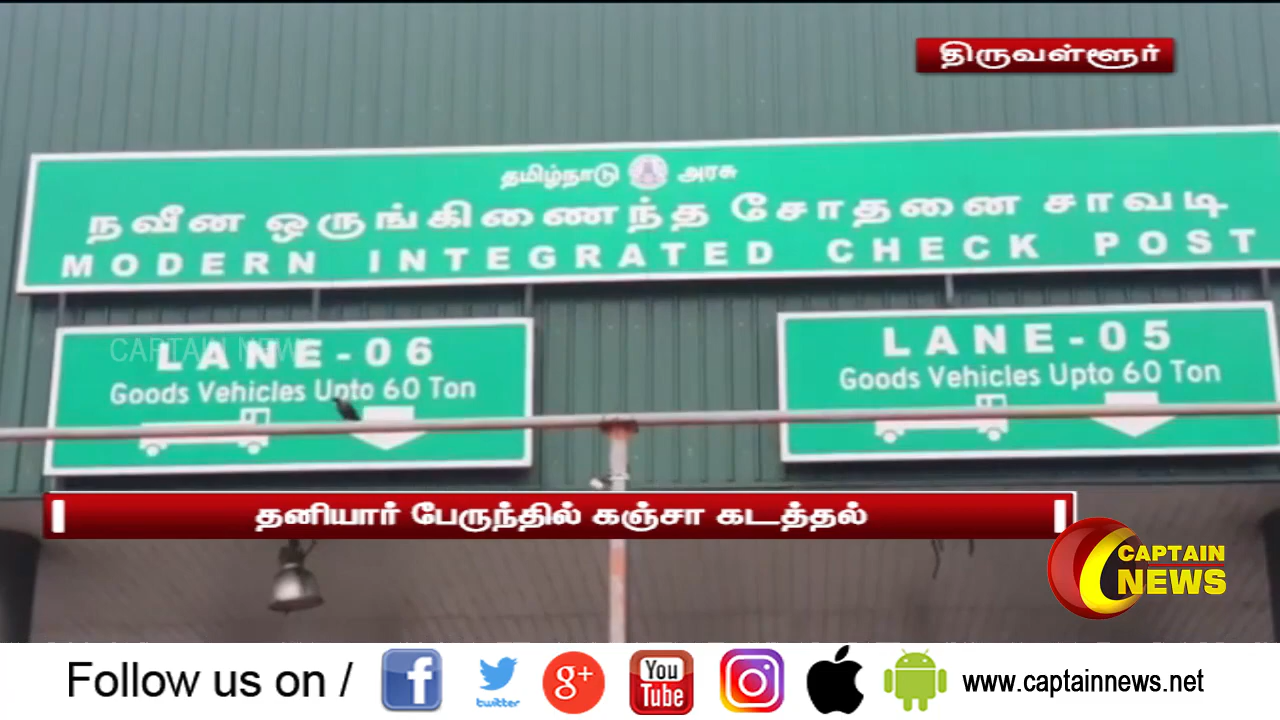 திருவள்ளூர்
தமிழ்நாடு அரசு
நவீன ஒருங்கிணைந்த சோதனை சாவடி
MODERN INTEGRATED CHECK POST
LANE-06
Goods Vehicles Upto 60 Ton
LANE-05
Goods Vehicles Upto 60 Ton
CAPTAIN NEWS
தனியார் பேருந்தில் கஞ்சா கடத்தல்
CAPTAIN
NEWS
Follow us on / twitter g+ You Tube www.captainnews.net